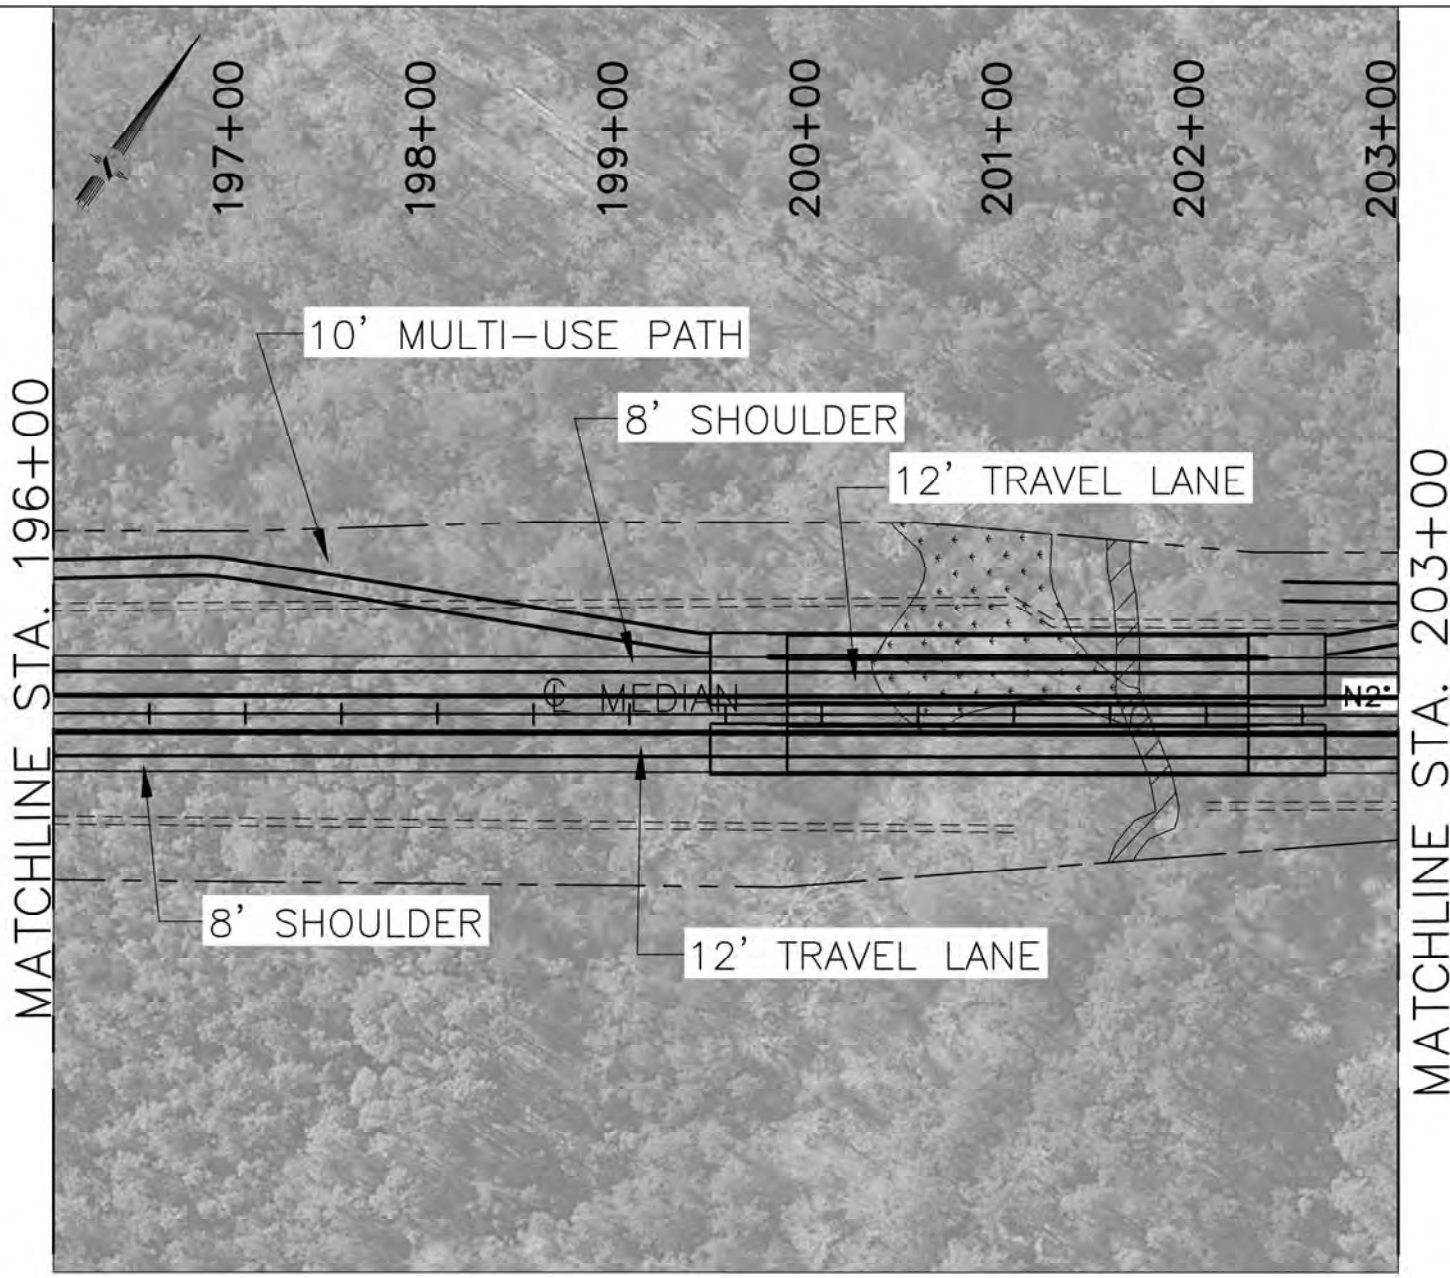 197+00
198+00
199+00
200+00
201+00
202+00
203+00
10' MULTI-USE PATH
8' SHOULDER
12' TRAVEL LANE
MATCHLINE STA. 196+00
MATCHLINE STA. 203+00
℄ MEDIAN
N2°
8' SHOULDER
12' TRAVEL LANE